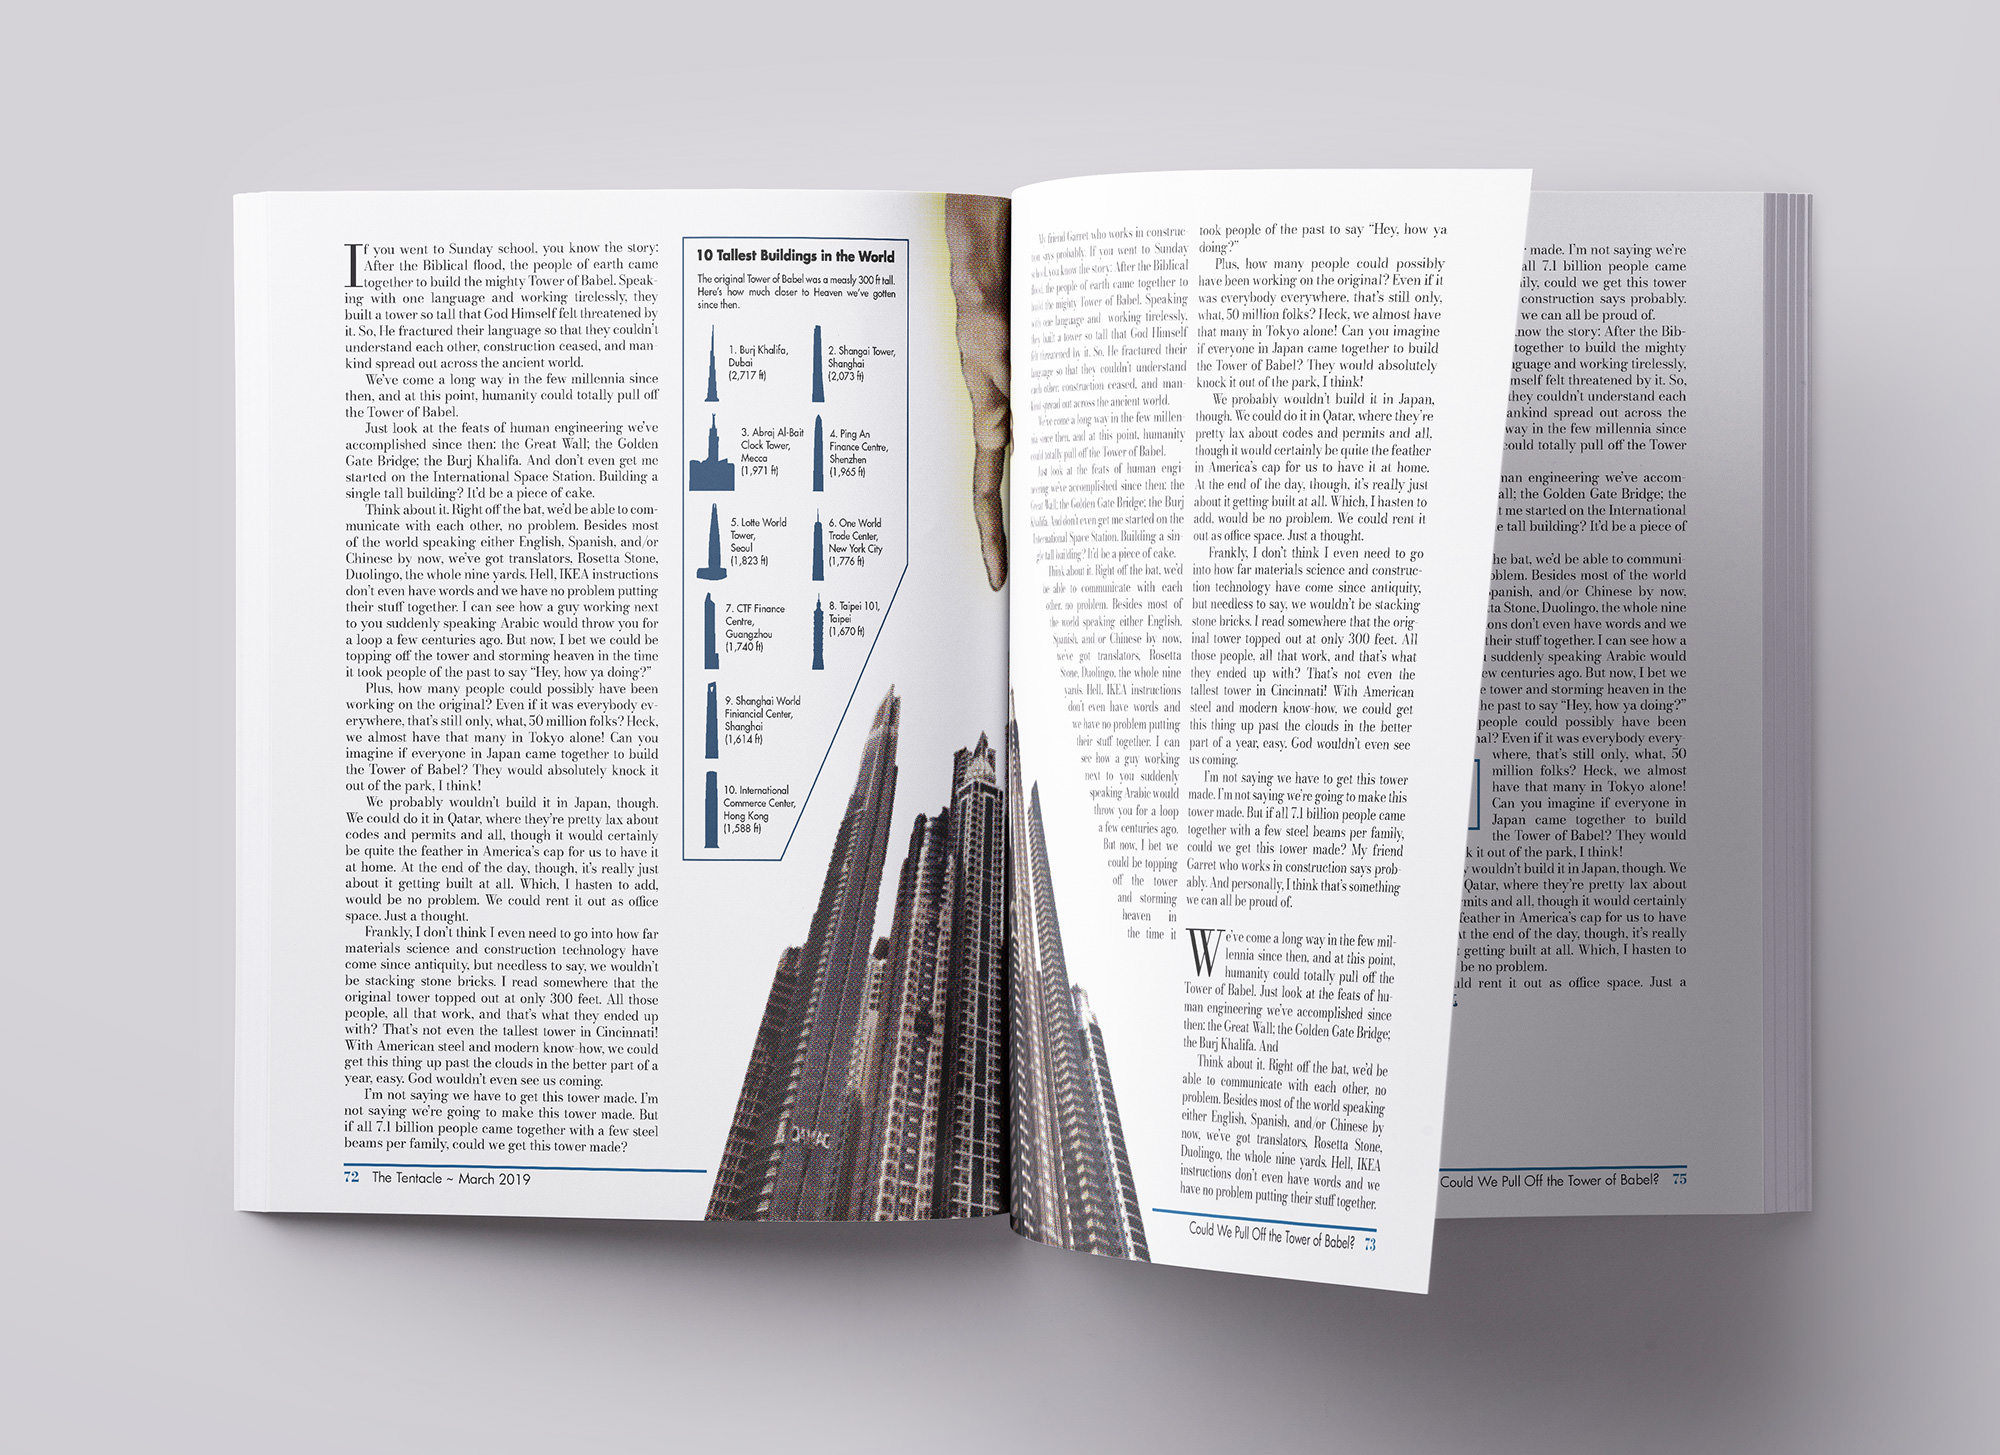 If you went to Sunday school, you know the story:
After the Biblical flood, the people of earth came
together to build the mighty Tower of Babel. Speak-
ing with one language and working tirelessly, they
built a tower so tall that God Himself felt threatened by
it. So, He fractured their language so that they couldn't
understand each other, construction ceased, and man-
kind spread out across the ancient world.
We've come a long way in the few millennia since
then, and at this point, humanity could totally pull off
the Tower of Babel.
Just look at the feats of human engineering we've
accomplished since then: the Great Wall; the Golden
Gate Bridge; the Burj Khalifa. And don't even get me
started on the International Space Station. Building a
single tall building? It'd be a piece of cake.
Think about it. Right off the bat, we'd be able to com-
municate with each other, no problem. Besides most
of the world speaking either English, Spanish, and/or
Chinese by now, we've got translators, Rosetta Stone,
Duolingo, the whole nine yards. Hell, IKEA instructions
don't even have words and we have no problem putting
their stuff together. I can see how a guy working next
to you suddenly speaking Arabic would throw you for
a loop a few centuries ago. But now, I bet we could be
topping off the tower and storming heaven in the time
it took people of the past to say "Hey, how ya doing?"
Plus, how many people could possibly have been
working on the original? Even if it was everybody ev-
erywhere, that's still only, what, 50 million folks? Heck,
we almost have that many in Tokyo alone! Can you
imagine if everyone in Japan came together to build
the Tower of Babel? They would absolutely knock it
out of the park, I think!
We probably wouldn't build it in Japan, though.
We could do it in Qatar, where they're pretty lax about
codes and permits and all, though it would certainly
be quite the feather in America's cap for us to have it
at home. At the end of the day, though, it's really just
about it getting built at all. Which, I hasten to add,
would be no problem. We could rent it out as office
space. Just a thought.
Frankly, I don't think I even need to go into how far
materials science and construction technology have
come since antiquity, but needless to say, we wouldn't
be stacking stone bricks. I read somewhere that the
original tower topped out at only 300 feet. All those
people, all that work, and that's what they ended up
with? That's not even the tallest tower in Cincinnati!
With American steel and modern know-how, we could
get this thing up past the clouds in the better part of a
year, easy. God wouldn't even see us coming.
I'm not saying we have to get this tower made. I'm
not saying we're going to make this tower made. But
if all 7.1 billion people came together with a few steel
beams per family, could we get this tower made?
72 The Tentacle ~ March 2019
10 Tallest Buildings in the World
The original Tower of Babel was a measly 300 ft tall.
Here's how much closer to Heaven we've gotten
since then.
1. Burj Khalifa,
Dubai
(2,717 ft)
2. Shangai Tower,
Shanghai
(2,073 ft)
3. Abraj Al-Bait
Clock Tower,
Mecca
(1,971 ft)
4. Ping An
Finance Centre,
Shenzhen
(1,965 ft)
5. Lotte World
Tower,
Seoul
(1,823 ft)
6. One World
Trade Center,
New York City
(1,776 ft)
7. CTF Finance
Centre,
Guangzhou
(1,740 ft)
8. Taipei 101,
Taipei
(1,670 ft)
9. Shanghai World
Finiancial Center,
Shanghai
(1,614 ft)
10. International
Commerce Center,
Hong Kong
(1,588 ft)
DAMAC
My friend Garret who works in construc-
tion says probably. If you went to Sunday
school, you know the story: After the Biblical
flood, the people of earth came together to
build the mighty Tower of Babel. Speaking
with one language and working tirelessly,
they built a tower so tall that God Himself
felt threatened by it. So, He fractured their
language so that they couldn't understand
each other, construction ceased, and man-
kind spread out across the ancient world.
We've come a long way in the few millen-
nia since then, and at this point, humanity
could totally pull off the Tower of Babel.
Just look at the feats of human engi-
neering we've accomplished since then: the
Great Wall; the Golden Gate Bridge; the Burj
Khalifa. And don't even get me started on the
International Space Station. Building a sin-
gle tall building? It'd be a piece of cake.
Think about it. Right off the bat, we'd
be able to communicate with each
other, no problem. Besides most of
the world speaking either English,
Spanish, and/or Chinese by now,
we've got translators, Rosetta
Stone, Duolingo, the whole nine
yards. Hell, IKEA instructions
don't even have words and
we have no problem putting
their stuff together. I can
see how a guy working
next to you suddenly
speaking Arabic would
throw you for a loop
a few centuries ago.
But now, I bet we
could be topping
off the tower
and storming
heaven in
the time it
took people of the past to say "Hey, how ya
doing?"
Plus, how many people could possibly
have been working on the original? Even if it
was everybody everywhere, that's still only,
what, 50 million folks? Heck, we almost have
that many in Tokyo alone! Can you imagine
if everyone in Japan came together to build
the Tower of Babel? They would absolutely
knock it out of the park, I think!
We probably wouldn't build it in Japan,
though. We could do it in Qatar, where they're
pretty lax about codes and permits and all,
though it would certainly be quite the feather
in America's cap for us to have it at home.
At the end of the day, though, it's really just
about it getting built at all. Which, I hasten to
add, would be no problem. We could rent it
out as office space. Just a thought.
Frankly, I don't think I even need to go
into how far materials science and construc-
tion technology have come since antiquity,
but needless to say, we wouldn't be stacking
stone bricks. I read somewhere that the orig-
inal tower topped out at only 300 feet. All
those people, all that work, and that's what
they ended up with? That's not even the
tallest tower in Cincinnati! With American
steel and modern know-how, we could get
this thing up past the clouds in the better
part of a year, easy. God wouldn't even see
us coming.
I'm not saying we have to get this tower
made. I'm not saying we're going to make this
tower made. But if all 7.1 billion people came
together with a few steel beams per family,
could we get this tower made? My friend
Garret who works in construction says prob-
ably. And personally, I think that's something
we can all be proud of.
We've come a long way in the few mil-
lennia since then, and at this point,
humanity could totally pull off the
Tower of Babel. Just look at the feats of hu-
man engineering we've accomplished since
then: the Great Wall; the Golden Gate Bridge;
the Burj Khalifa. And
Think about it. Right off the bat, we'd be
able to communicate with each other, no
problem. Besides most of the world speaking
either English, Spanish, and/or Chinese by
now, we've got translators, Rosetta Stone,
Duolingo, the whole nine yards. Hell, IKEA
instructions don't even have words and we
have no problem putting their stuff together.
Could We Pull Off the Tower of Babel? 73
made. I'm not saying we're
all 7.1 billion people came
ily, could we get this tower
construction says probably.
we can all be proud of.
now the story: After the Bib-
together to build the mighty
nguage and working tirelessly,
mself felt threatened by it. So,
they couldn't understand each
ankind spread out across the
way in the few millennia since
could totally pull off the Tower
man engineering we've accom-
all; the Golden Gate Bridge; the
t me started on the International
e tall building? It'd be a piece of
the bat, we'd be able to communi-
oblem. Besides most of the world
panish, and/or Chinese by now,
ta Stone, Duolingo, the whole nine
ons don't even have words and we
their stuff together. I can see how a
suddenly speaking Arabic would
ew centuries ago. But now, I bet we
e tower and storming heaven in the
he past to say "Hey, how ya doing?"
people could possibly have been
nal? Even if it was everybody every-
where, that's still only, what, 50
million folks? Heck, we almost
have that many in Tokyo alone!
Can you imagine if everyone in
Japan came together to build
the Tower of Babel? They would
k it out of the park, I think!
y wouldn't build it in Japan, though. We
Qatar, where they're pretty lax about
mits and all, though it would certainly
feather in America's cap for us to have
At the end of the day, though, it's really
getting built at all. Which, I hasten to
be no problem.
uld rent it out as office space. Just a
Could We Pull Off the Tower of Babel? 75